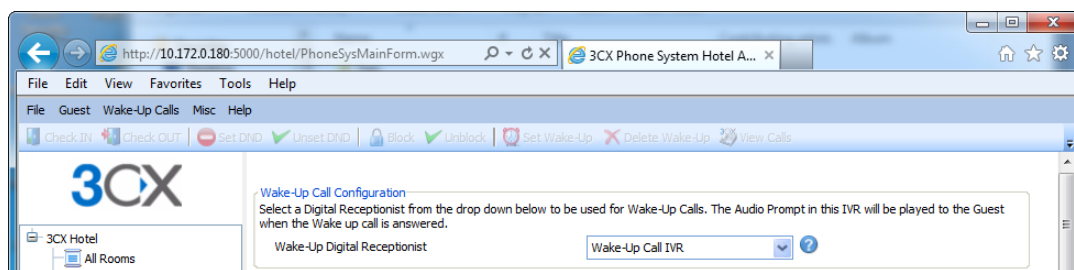 http://10.172.0.180:5000/hotel/PhoneSysMainForm.wgx
3CX Phone System Hotel A...
File Edit View Favorites Tools Help
File Guest Wake-Up Calls Misc Help
Check IN Check OUT Set DND Unset DND Block Unblock Set Wake-Up Delete Wake-Up View Calls
3CX
Wake-Up Call Configuration
Select a Digital Receptionist from the drop down below to be used for Wake-Up Calls. The Audio Prompt in this IVR will be played to the Guest
when the Wake up call is answered.
Wake-Up Digital Receptionist Wake-Up Call IVR
3CX Hotel
All Rooms